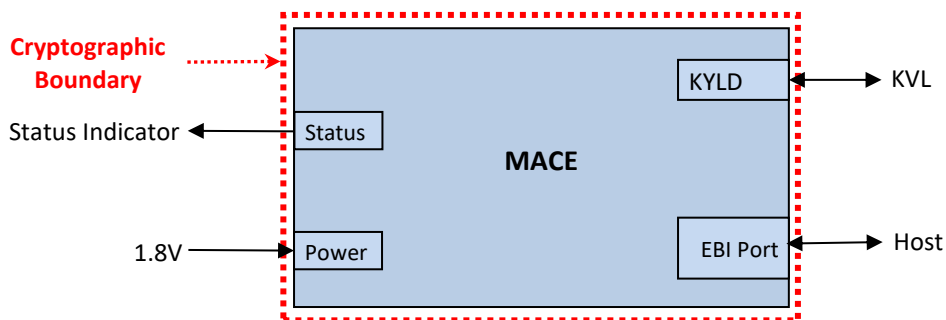 Cryptographic
Boundary
KYLD
KVL
Status Indicator
Status
MACE
1.8V
Power
EBI Port
Host